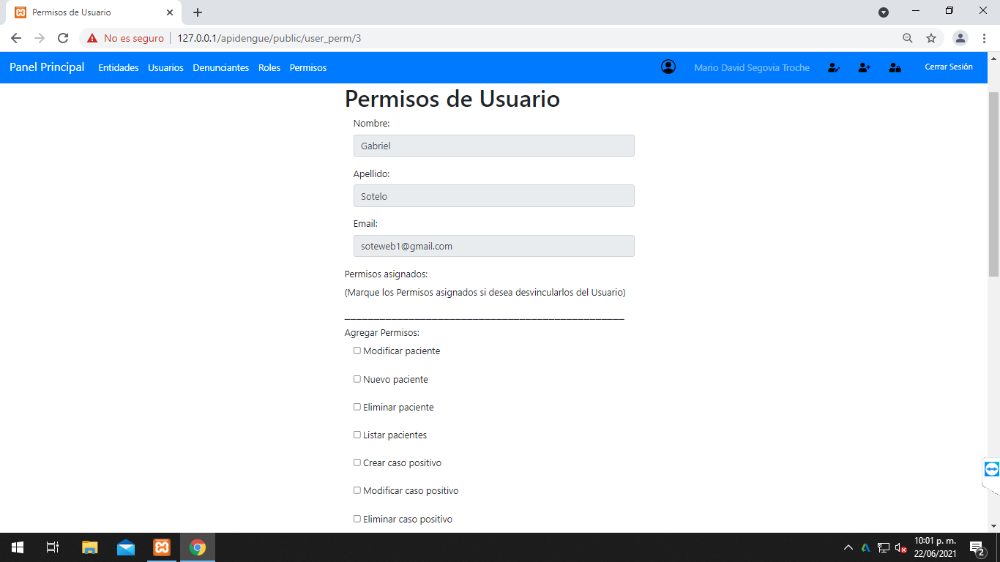 Permisos de Usuario
No es seguro 127.0.0.1/apidengue/public/user_perm/3
Panel Principal Entidades Usuarios Denunciantes Roles Permisos Mario David Segovia Troche Cerrar Sesión
Permisos de Usuario
Nombre:
Gabriel
Apellido:
Sotelo
Email:
soteweb1@gmail.com
Permisos asignados:
(Marque los Permisos asignados si desea desvincularlos del Usuario)
Agregar Permisos:
Modificar paciente
Nuevo paciente
Eliminar paciente
Listar pacientes
Crear caso positivo
Modificar caso positivo
Eliminar caso positivo
10:01 p. m.
22/06/2021
2